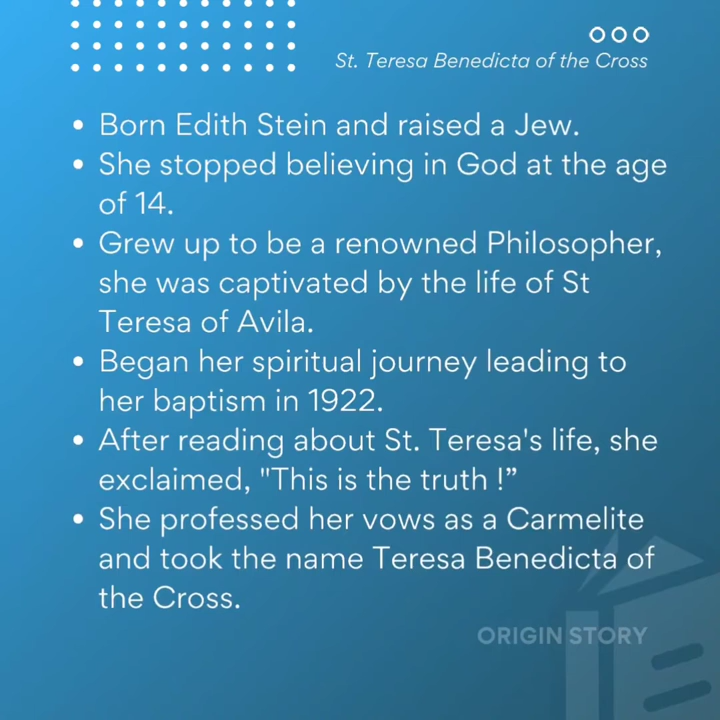 St. Teresa Benedicta of the Cross
• Born Edith Stein and raised a Jew.
• She stopped believing in God at the age
of 14.
• Grew up to be a renowned Philosopher,
she was captivated by the life of St
Teresa of Avila.
• Began her spiritual journey leading to
her baptism in 1922.
• After reading about St. Teresa's life, she
exclaimed, "This is the truth !”
• She professed her vows as a Carmelite
and took the name Teresa Benedicta of
the Cross.
ORIGIN STORY